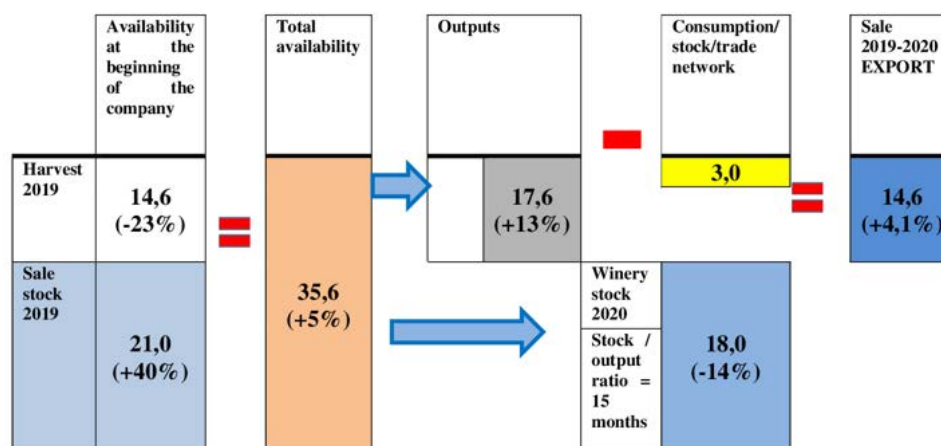 Availability
at the
beginning
of the
company
Total
availability
Outputs
Consumption/
stock/trade
network
Sale
2019-2020
EXPORT
Harvest
2019
14,6
(-23%)
17,6
(+13%)
3,0
14,6
(+4,1%)
Sale
stock
2019
21,0
(+40%)
35,6
(+5%)
Winery
stock
2020
Stock /
output
ratio =
15
months
18,0
(-14%)